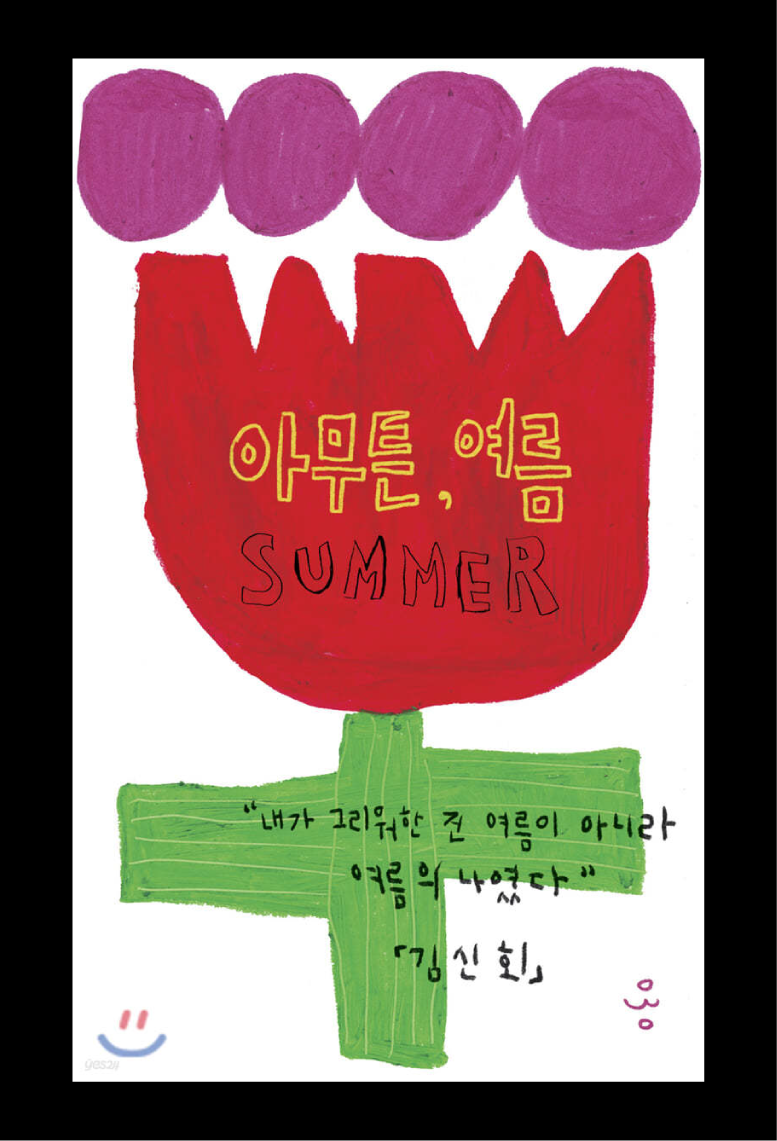 아무튼, 여름
SUMMER
"내가 그리워한 건 여름이 아니라
여름의 나였다"
「김신회」
030
yes24